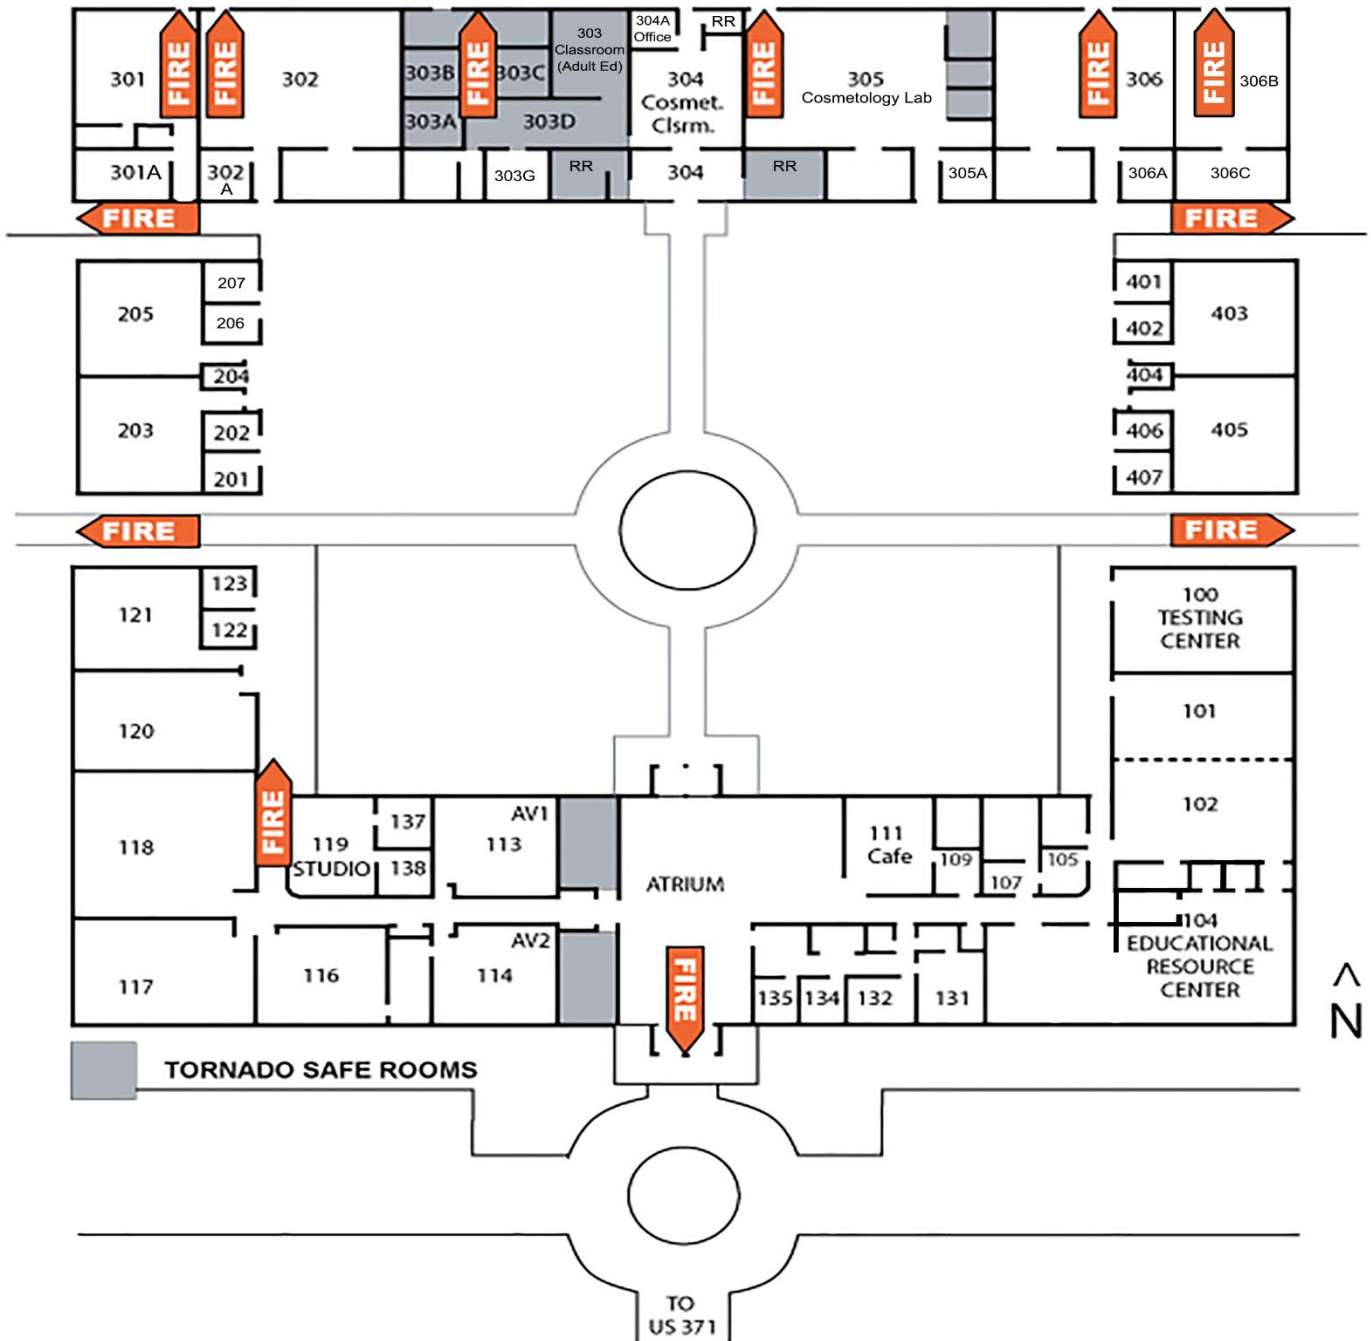 304A
Office
RR
303
Classroom
(Adult Ed)
FIRE
FIRE
FIRE
FIRE
FIRE
FIRE
301
302
303B
303C
304
Cosmet.
Clsrm.
305
Cosmetology Lab
306
306B
303A
303D
301A
302
A
303G
RR
304
RR
305A
306A
306C
FIRE
FIRE
205
207
206
204
203
202
201
401
402
403
404
405
406
407
FIRE
FIRE
121
123
122
100
TESTING
CENTER
120
101
FIRE
118
119
STUDIO
137
138
AV1
113
ATRIUM
111
Cafe
109
107
105
102
104
EDUCATIONAL
RESOURCE
CENTER
117
116
AV2
114
FIRE
135
134
132
131
^
N
TORNADO SAFE ROOMS
TO
US 371